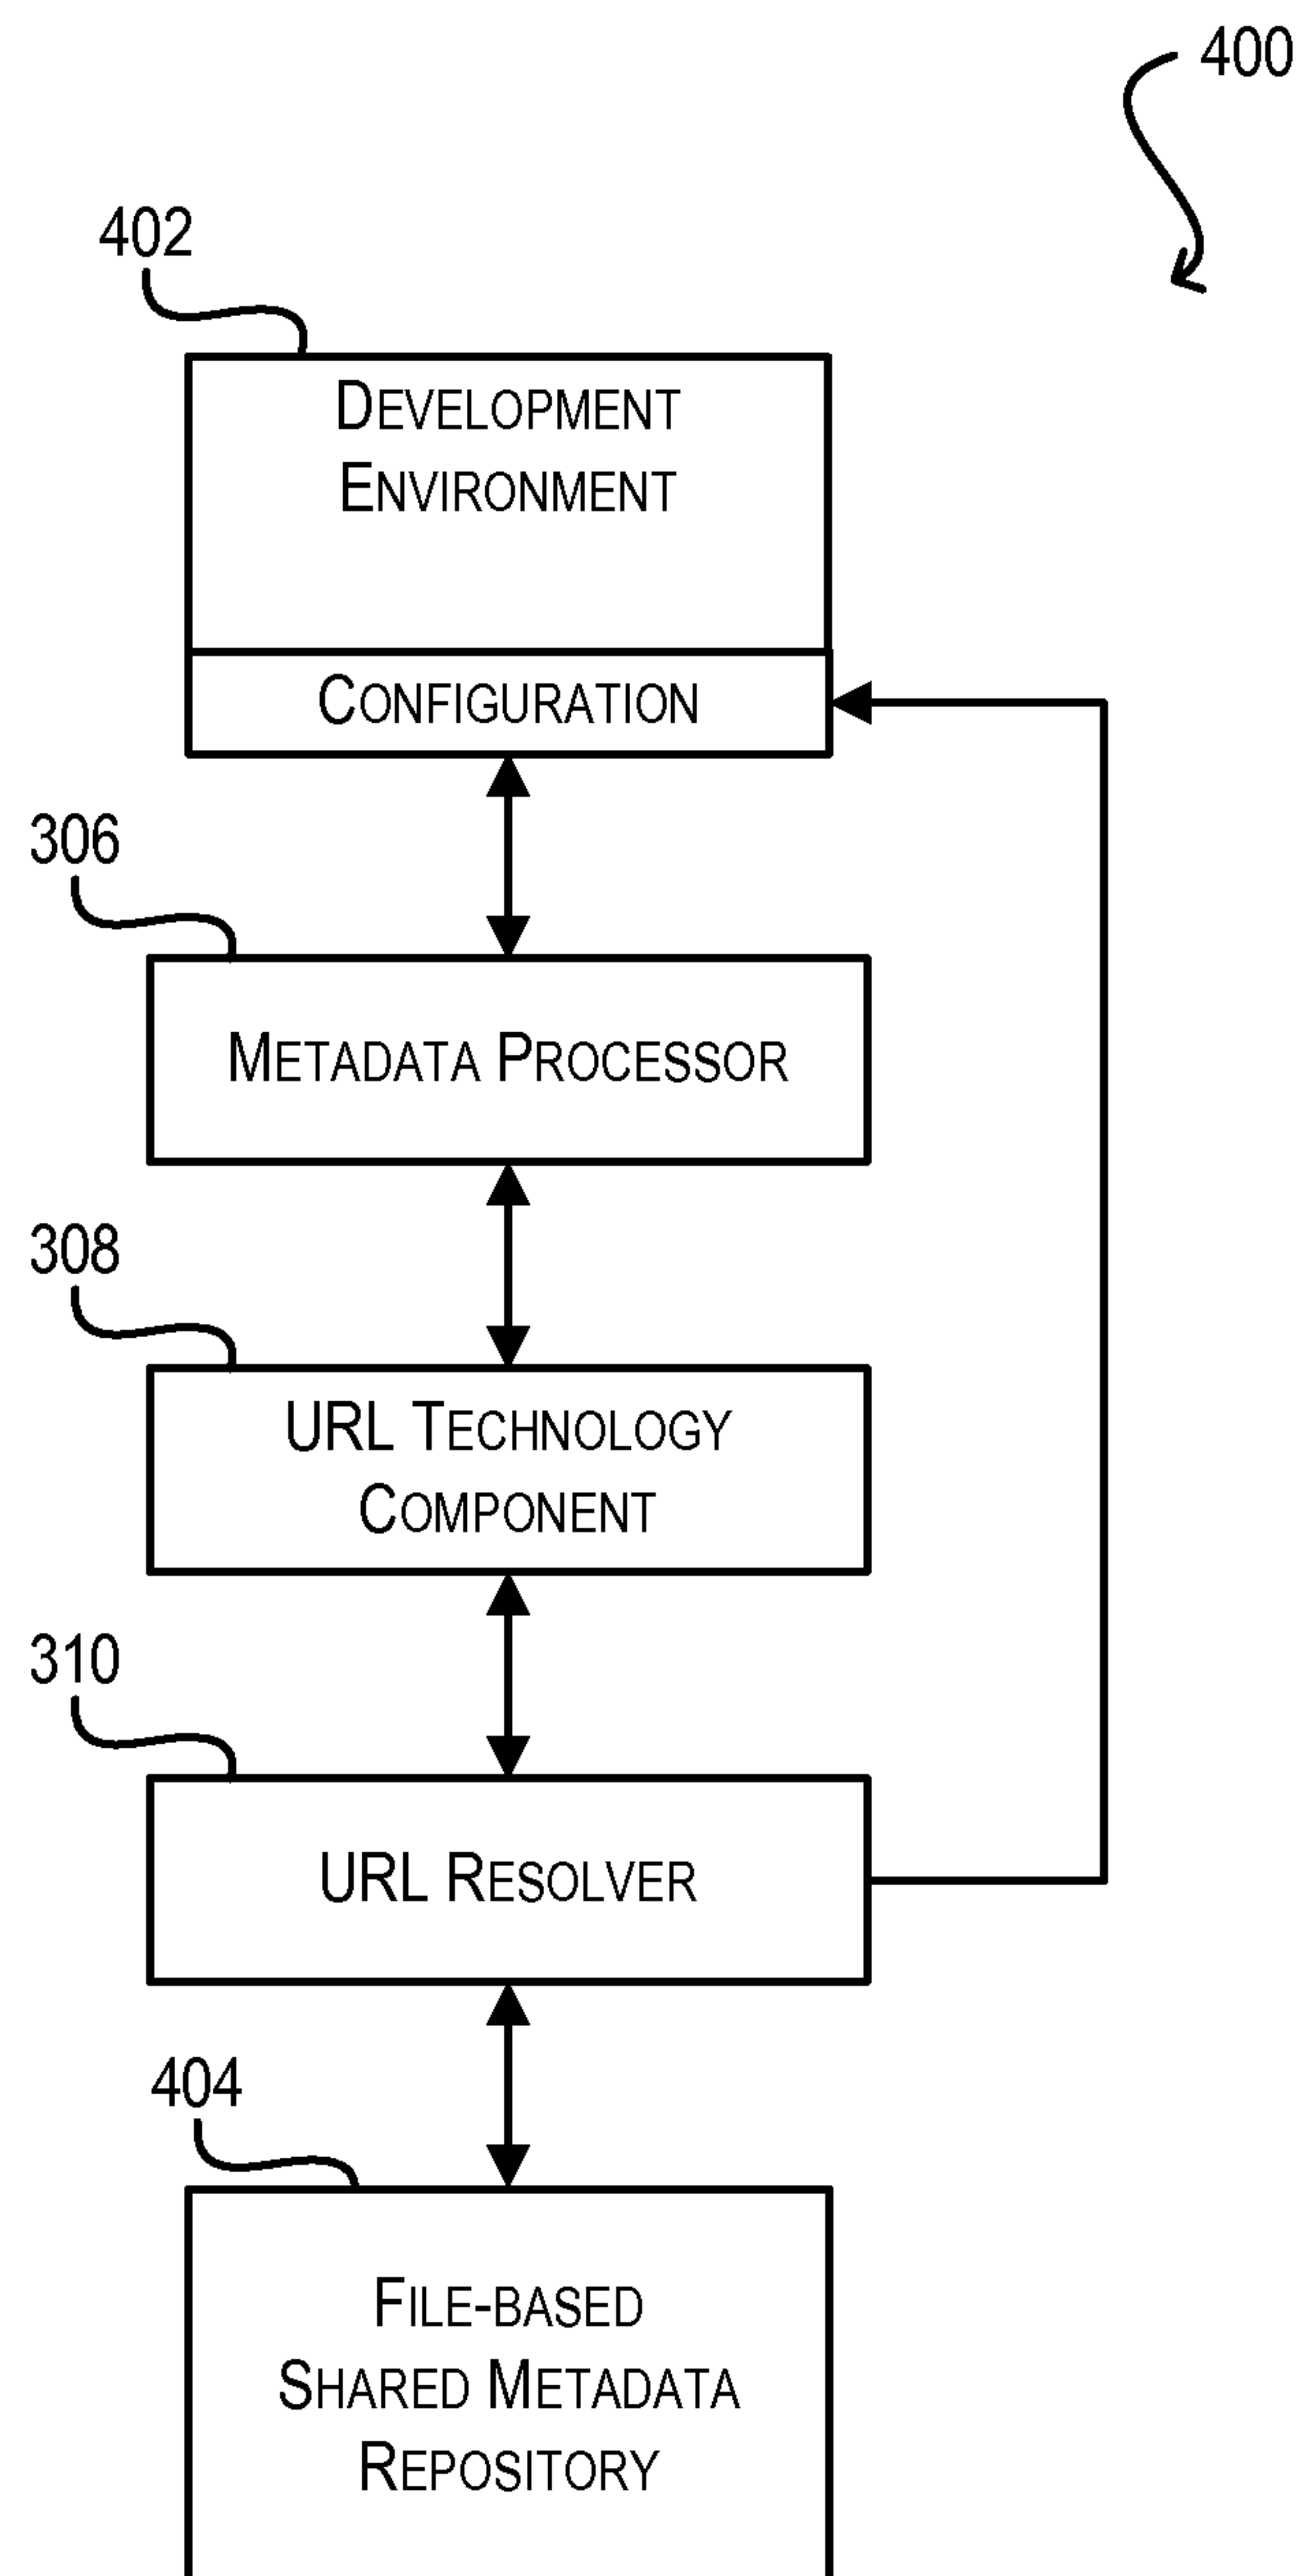 400
402
DEVELOPMENT
ENVIRONMENT
CONFIGURATION
306
METADATA PROCESSOR
308
URL TECHNOLOGY
COMPONENT
310
URL RESOLVER
404
FILE-BASED
SHARED METADATA
REPOSITORY